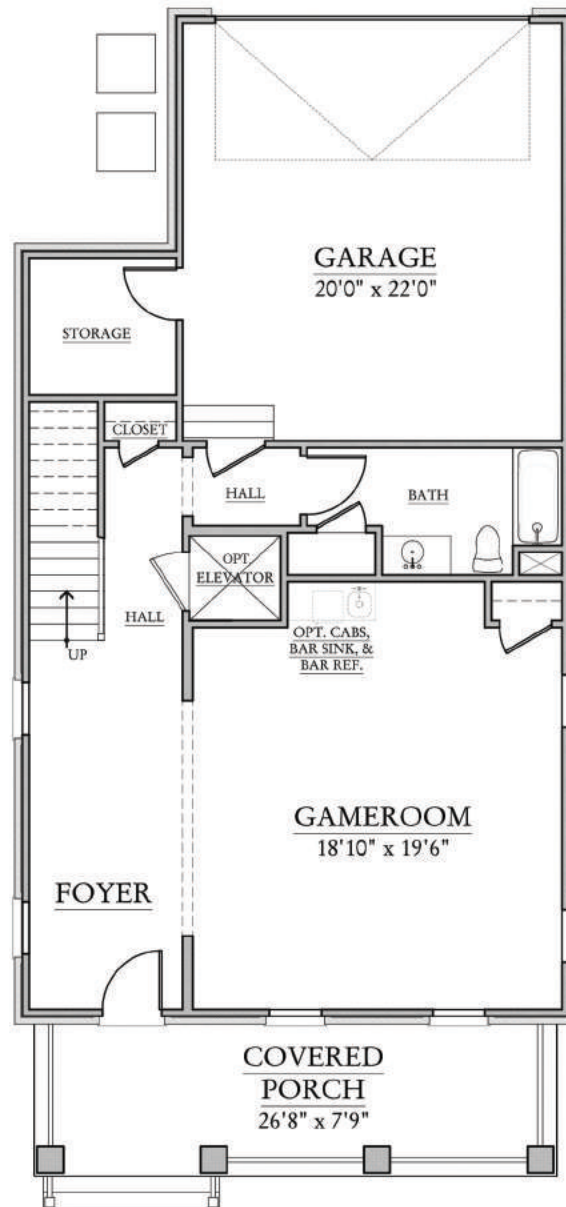 GARAGE
20'0" x 22'0"
STORAGE
CLOSET
HALL
BATH
OPT.
ELEVATOR
HALL
UP
OPT. CABS,
BAR SINK, &
BAR REF.
GAMEROOM
18'10" x 19'6"
FOYER
COVERED
PORCH
26'8" x 7'9"